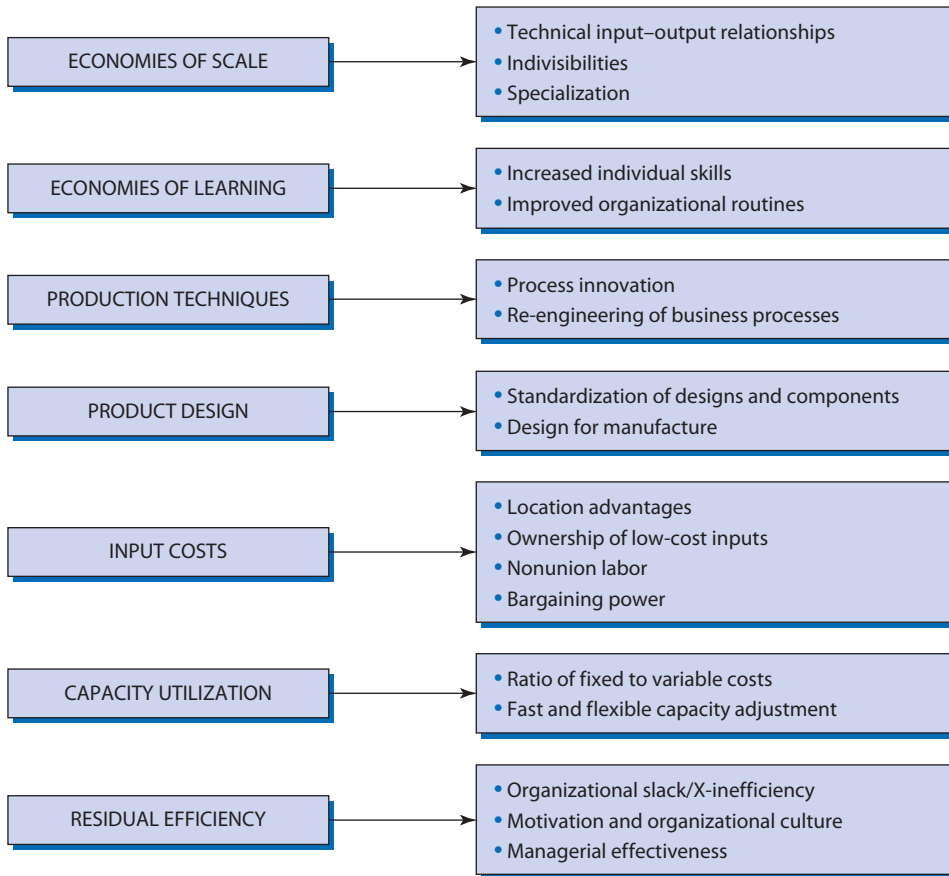 ECONOMIES OF SCALE
• Technical input–output relationships
• Indivisibilities
• Specialization
ECONOMIES OF LEARNING
• Increased individual skills
• Improved organizational routines
PRODUCTION TECHNIQUES
• Process innovation
• Re-engineering of business processes
PRODUCT DESIGN
• Standardization of designs and components
• Design for manufacture
INPUT COSTS
• Location advantages
• Ownership of low-cost inputs
• Nonunion labor
• Bargaining power
CAPACITY UTILIZATION
• Ratio of fixed to variable costs
• Fast and flexible capacity adjustment
RESIDUAL EFFICIENCY
• Organizational slack/X-inefficiency
• Motivation and organizational culture
• Managerial effectiveness